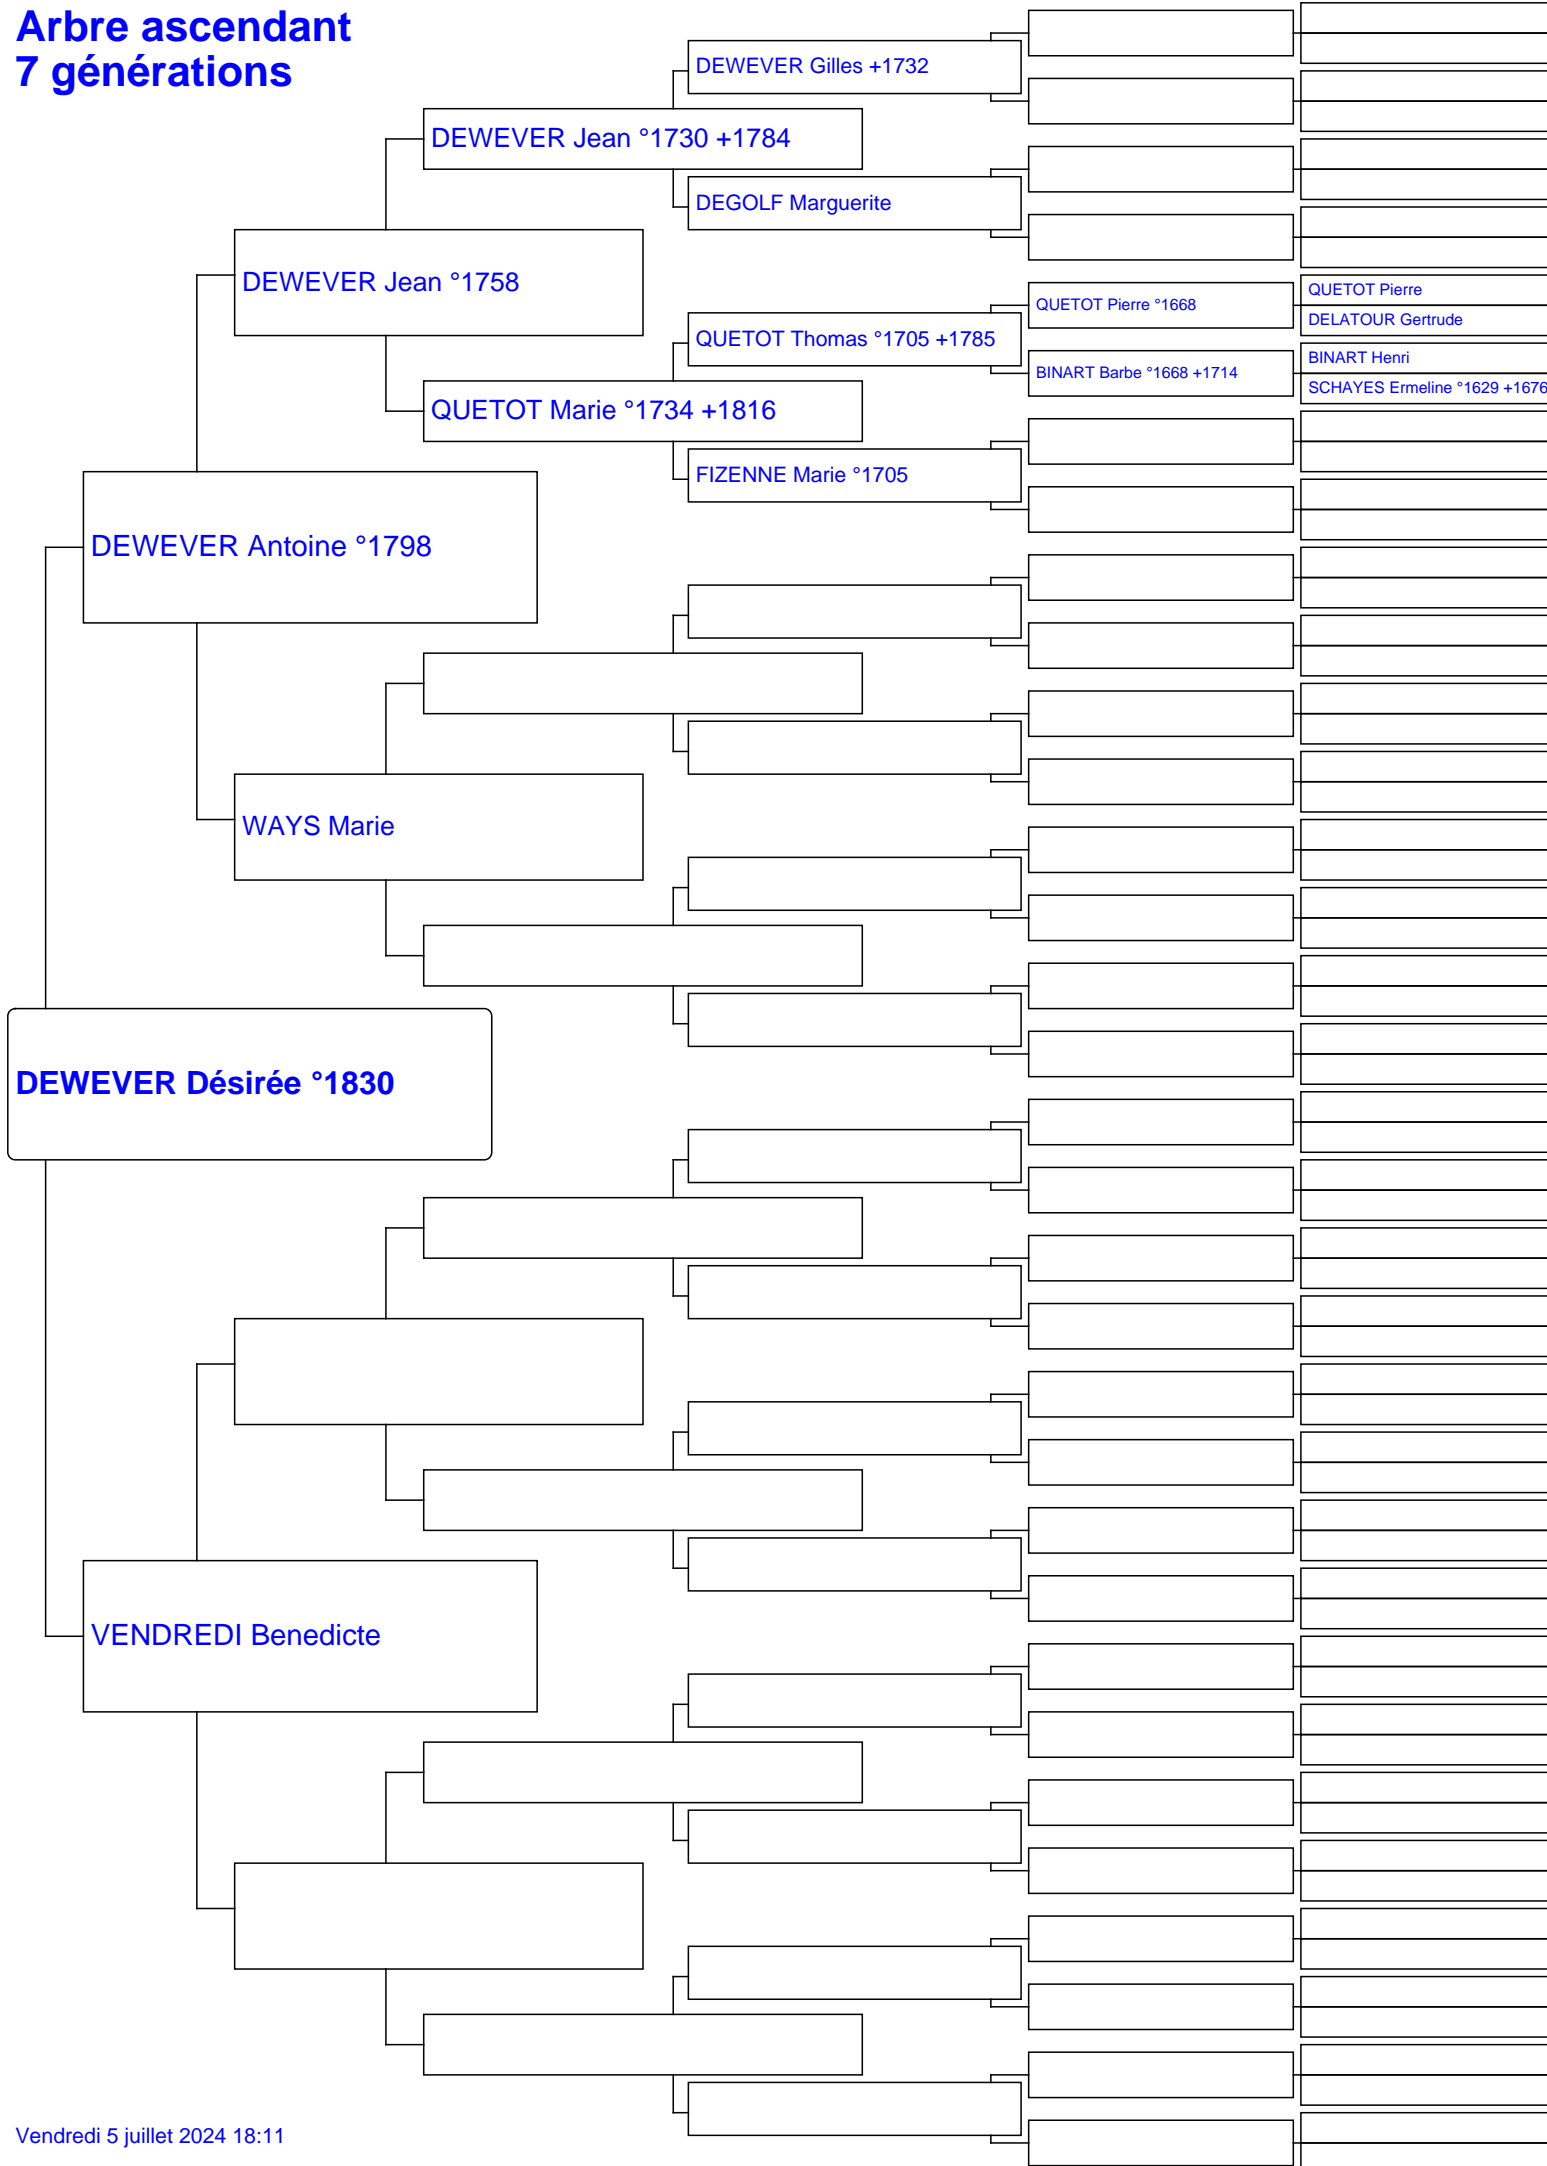 Arbre ascendant
7 générations
DEWEVER Gilles +1732
DEWEVER Jean °1730 +1784
DEGOLF Marguerite
DEWEVER Jean °1758
QUETOT Pierre
QUETOT Pierre °1668
DELATOUR Gertrude
QUETOT Thomas °1705 +1785
BINART Henri
BINART Barbe °1668 +1714
SCHAYES Ermeline °1629 +1676
QUETOT Marie °1734 +1816
FIZENNE Marie °1705
DEWEVER Antoine °1798
WAYS Marie
DEWEVER Désirée °1830
VENDREDI Benedicte
Vendredi 5 juillet 2024 18:11